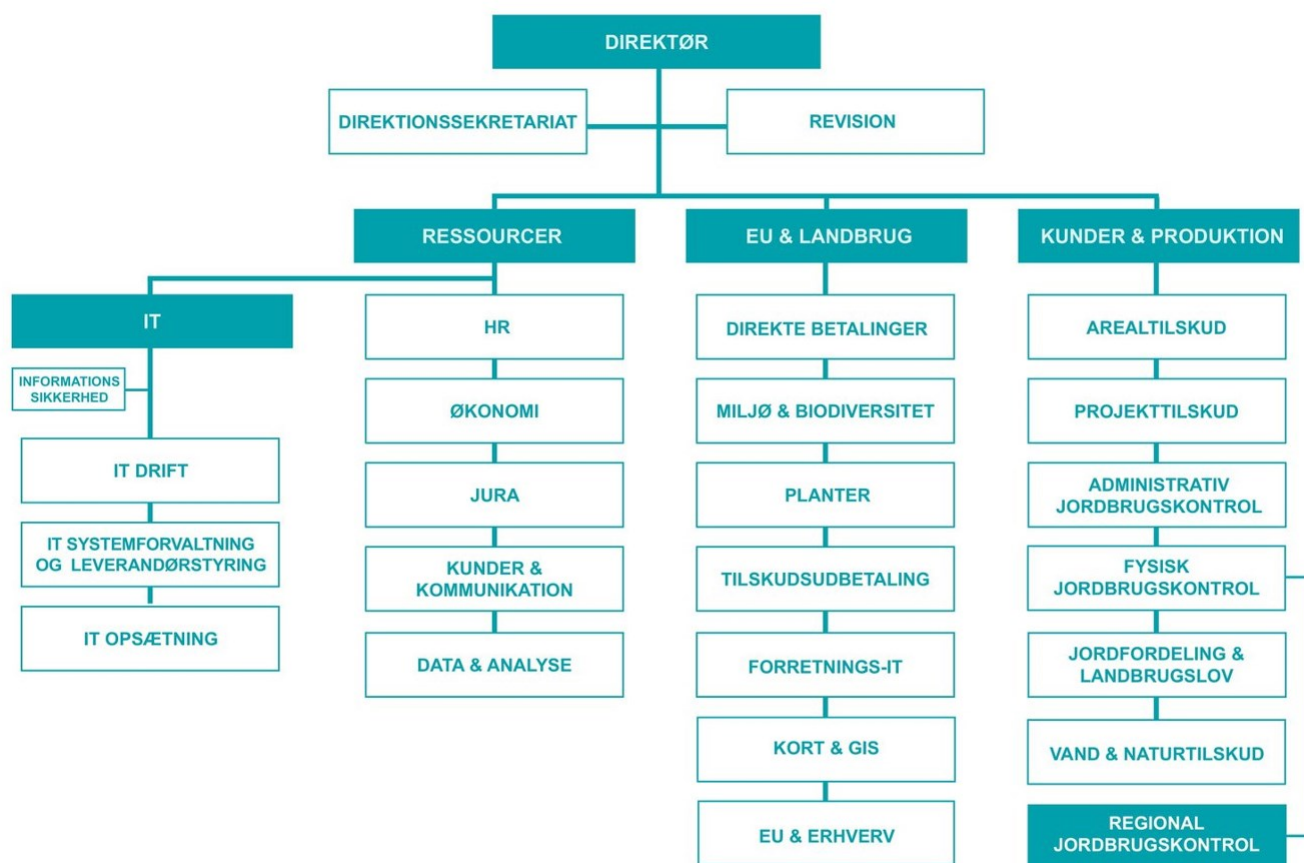 DIREKTØR
DIREKTIONSSEKRETARIAT
REVISION
RESSOURCER
EU & LANDBRUG
KUNDER & PRODUKTION
IT
INFORMATIONS
SIKKERHED
IT DRIFT
IT SYSTEMFORVALTNING
OG LEVERANDØRSTYRING
IT OPSÆTNING
HR
ØKONOMI
JURA
KUNDER &
KOMMUNIKATION
DATA & ANALYSE
DIREKTE BETALINGER
MILJØ & BIODIVERSITET
PLANTER
TILSKUDSUDBETALING
FORRETNINGS-IT
KORT & GIS
EU & ERHVERV
AREALTILSKUD
PROJEKTTILSKUD
ADMINISTRATIV
JORDBRUGSKONTROL
FYSISK
JORDBRUGSKONTROL
JORDFORDELING &
LANDBRUGSLOV
VAND & NATURTILSKUD
REGIONAL
JORDBRUGSKONTROL